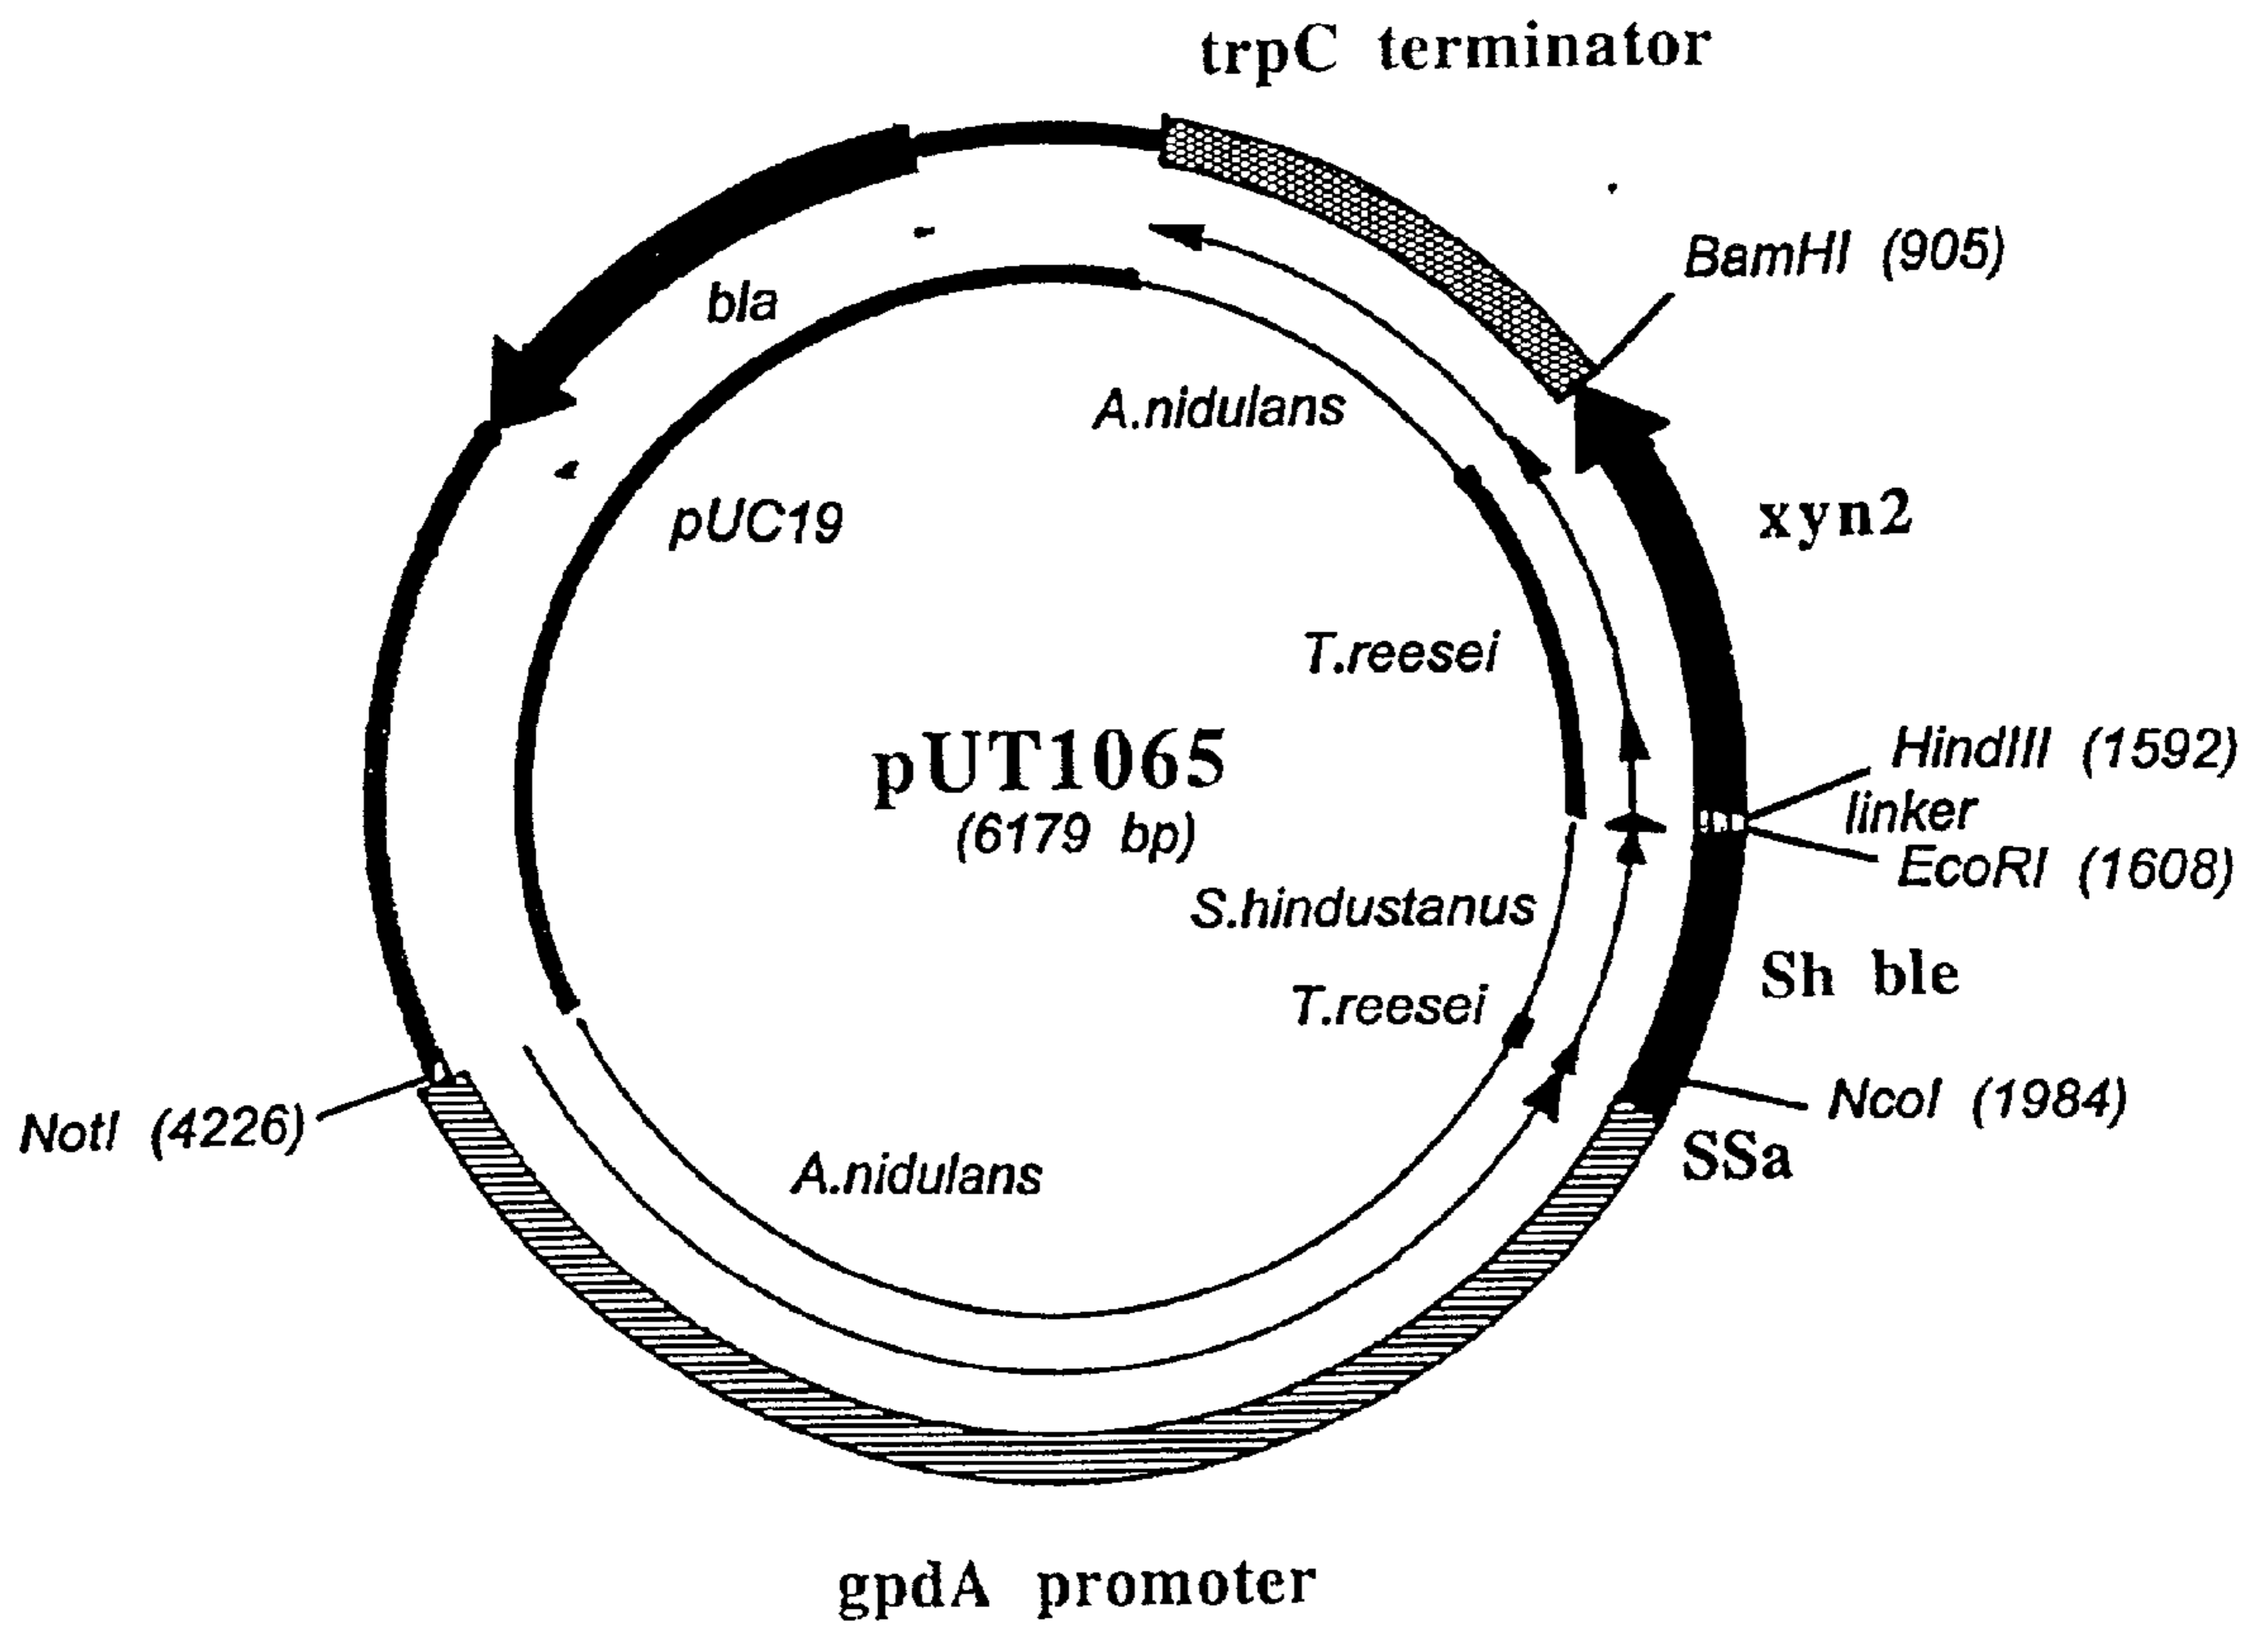 trpC terminator
BamHI (905)
bla
A.nidulans
pUC19
xyn2
T.reesei
pUT1065
(6179 bp)
HindIII (1592)
linker
EcoRI (1608)
S.hindustanus
Sh ble
T.reesei
NcoI (1984)
NotI (4226)
SSa
A.nidulans
gpdA promoter